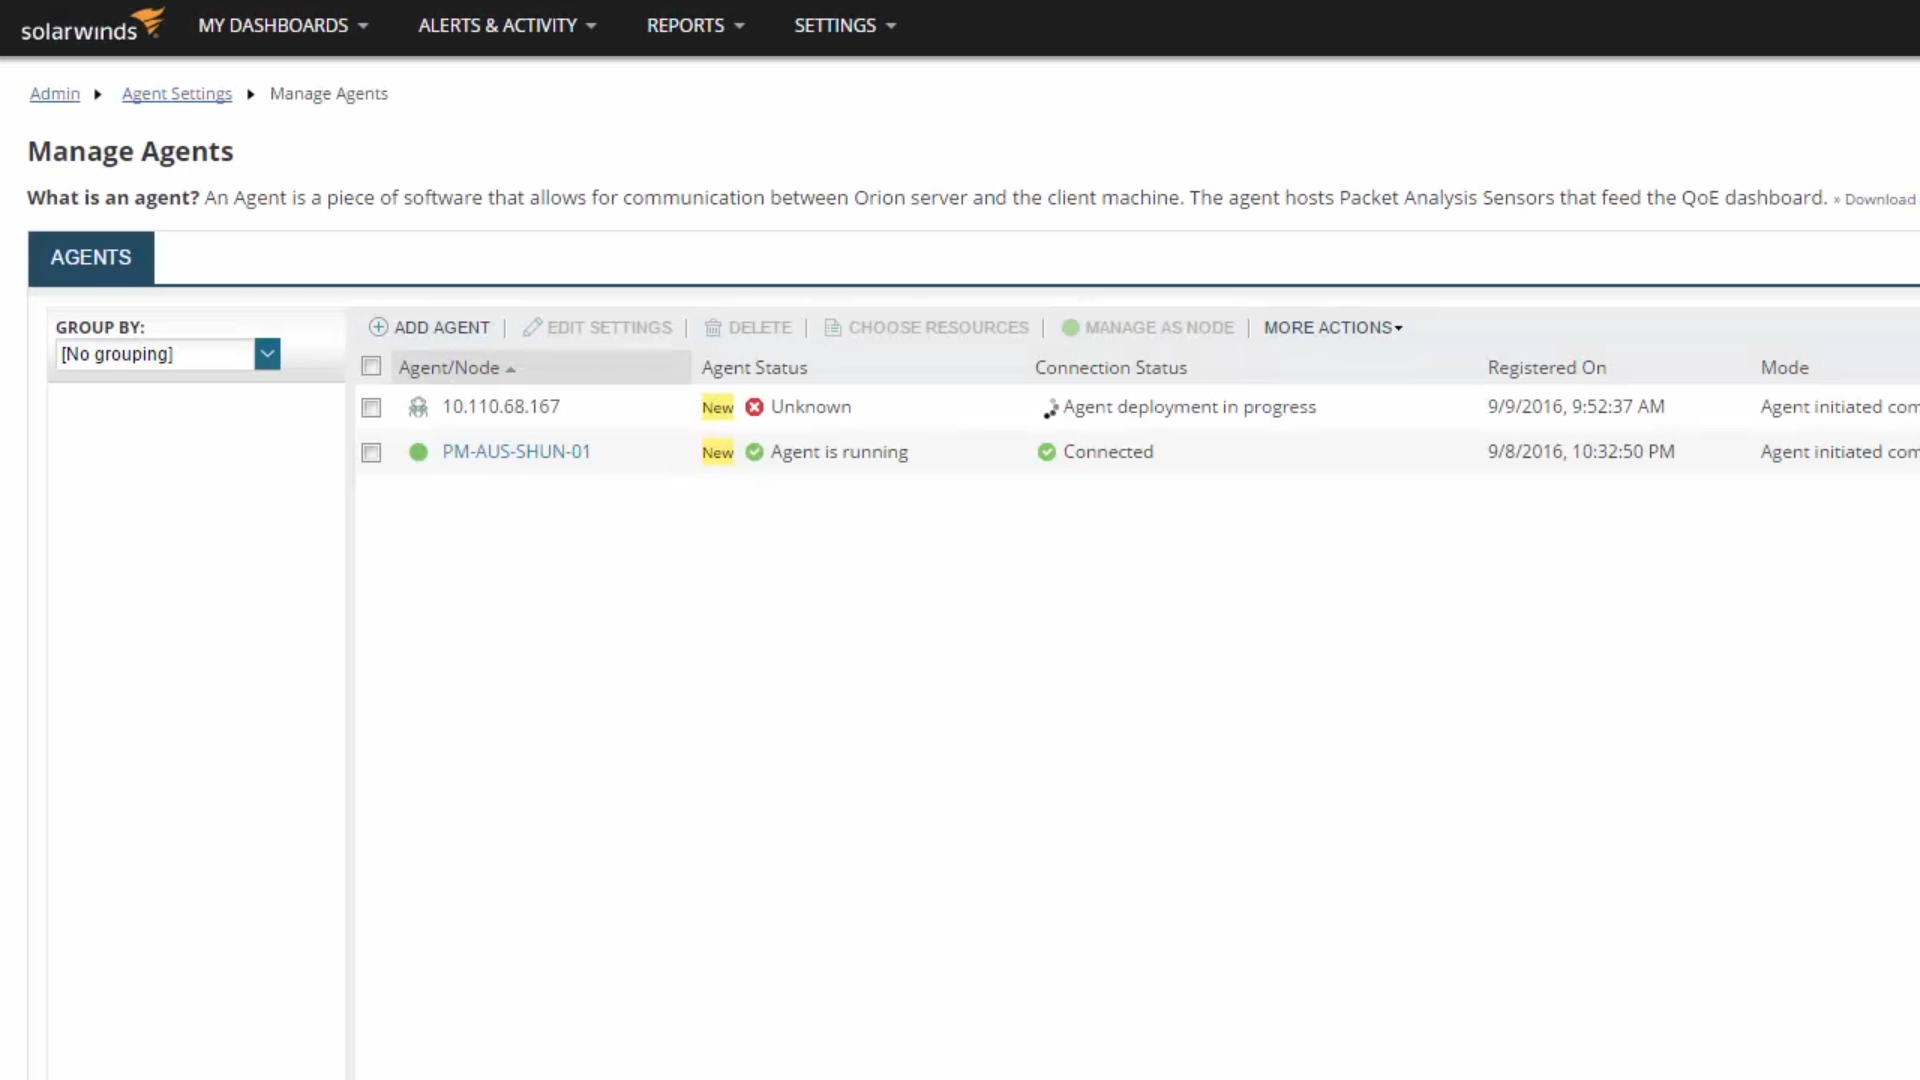 solarwinds MY DASHBOARDS ALERTS & ACTIVITY REPORTS SETTINGS
Admin Agent Settings Manage Agents
Manage Agents
What is an agent? An Agent is a piece of software that allows for communication between Orion server and the client machine. The agent hosts Packet Analysis Sensors that feed the QoE dashboard. » Download
AGENTS
GROUP BY:
[No grouping]
ADD AGENT EDIT SETTINGS DELETE CHOOSE RESOURCES MANAGE AS NODE MORE ACTIONS
Agent/Node Agent Status Connection Status Registered On Mode
10.110.68.167 New Unknown Agent deployment in progress 9/9/2016, 9:52:37 AM Agent initiated com
PM-AUS-SHUN-01 New Agent is running Connected 9/8/2016, 10:32:50 PM Agent initiated com